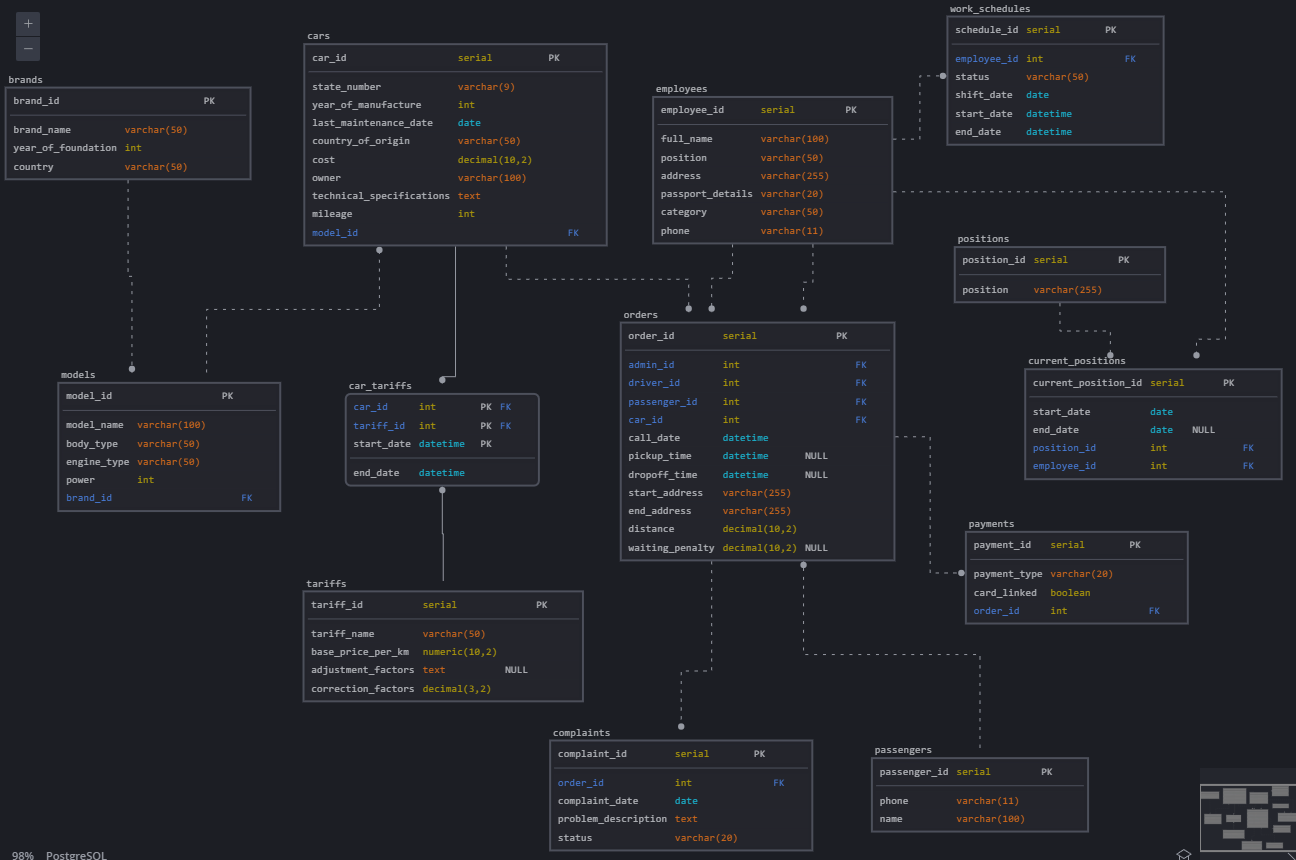 +
−
brands
brand_id PK
brand_name varchar(50)
year_of_foundation int
country varchar(50)
cars
car_id serial PK
state_number varchar(9)
year_of_manufacture int
last_maintenance_date date
country_of_origin varchar(50)
cost decimal(10,2)
owner varchar(100)
technical_specifications text
mileage int
model_id FK
employees
employee_id serial PK
full_name varchar(100)
position varchar(50)
address varchar(255)
passport_details varchar(20)
category varchar(50)
phone varchar(11)
work_schedules
schedule_id serial PK
employee_id int FK
status varchar(50)
shift_date date
start_date datetime
end_date datetime
positions
position_id serial PK
position varchar(255)
orders
order_id serial PK
admin_id int FK
driver_id int FK
passenger_id int FK
car_id int FK
call_date datetime
pickup_time datetime NULL
dropoff_time datetime NULL
start_address varchar(255)
end_address varchar(255)
distance decimal(10,2)
waiting_penalty decimal(10,2) NULL
current_positions
current_position_id serial PK
start_date date
end_date date NULL
position_id int FK
employee_id int FK
models
model_id PK
model_name varchar(100)
body_type varchar(50)
engine_type varchar(50)
power int
brand_id FK
car_tariffs
car_id int PK FK
tariff_id int PK FK
start_date datetime PK
end_date datetime
payments
payment_id serial PK
payment_type varchar(20)
card_linked boolean
order_id int FK
tariffs
tariff_id serial PK
tariff_name varchar(50)
base_price_per_km numeric(10,2)
adjustment_factors text NULL
correction_factors decimal(3,2)
complaints
complaint_id serial PK
order_id int FK
complaint_date date
problem_description text
status varchar(20)
passengers
passenger_id serial PK
phone varchar(11)
name varchar(100)
98% PostgreSQL